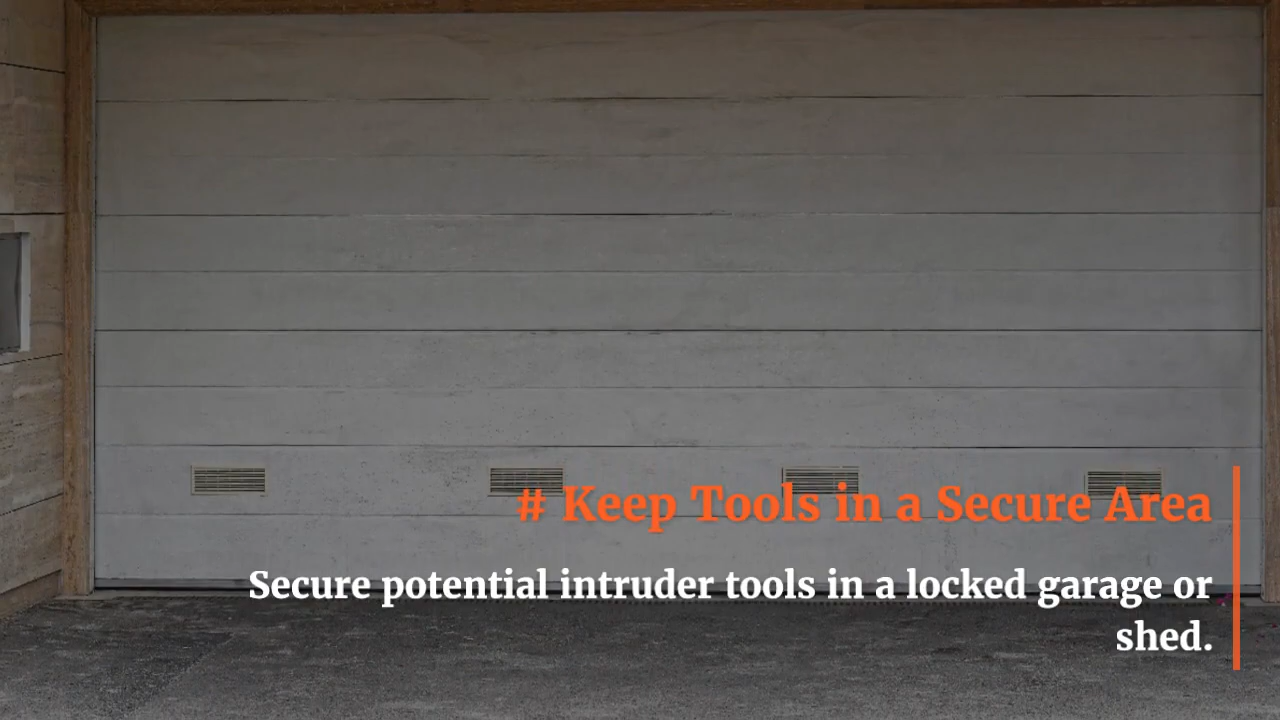 # Keep Tools in a Secure Area
Secure potential intruder tools in a locked garage or
shed.